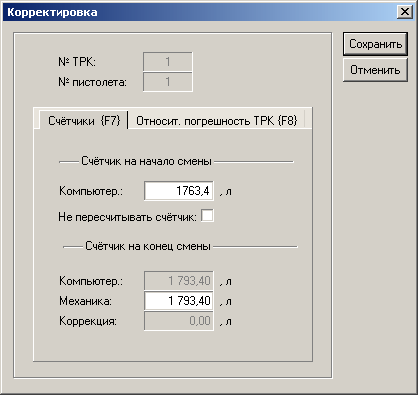 Корректировка
Сохранить
Отменить
№ ТРК: 1
№ пистолета: 1
Счётчики {F7} Относит. погрешность ТРК {F8}
Счётчик на начало смены
Компьютер.: 1763,4 , л
Не пересчитывать счётчик:
Счётчик на конец смены
Компьютер.: 1 793,40 , л
Механика: 1 793,40 , л
Коррекция: 0,00 , л